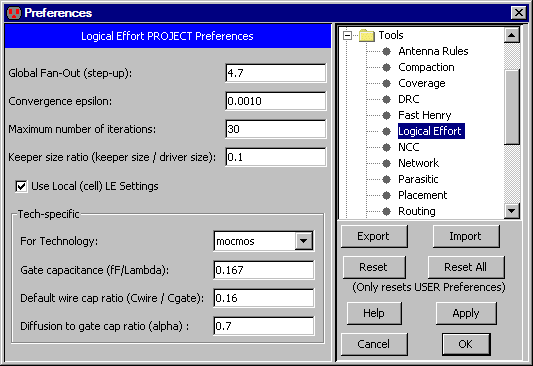 Preferences
Logical Effort PROJECT Preferences
Global Fan-Out (step-up): 4.7
Convergence epsilon: 0.0010
Maximum number of iterations: 30
Keeper size ratio (keeper size / driver size): 0.1
Use Local (cell) LE Settings
Tech-specific
For Technology: mocmos
Gate capacitance (fF/Lambda): 0.167
Default wire cap ratio (Cwire / Cgate): 0.16
Diffusion to gate cap ratio (alpha) : 0.7
Tools
Antenna Rules
Compaction
Coverage
DRC
Fast Henry
Logical Effort
NCC
Network
Parasitic
Placement
Routing
Export Import
Reset Reset All
(Only resets USER Preferences)
Help Apply
Cancel OK